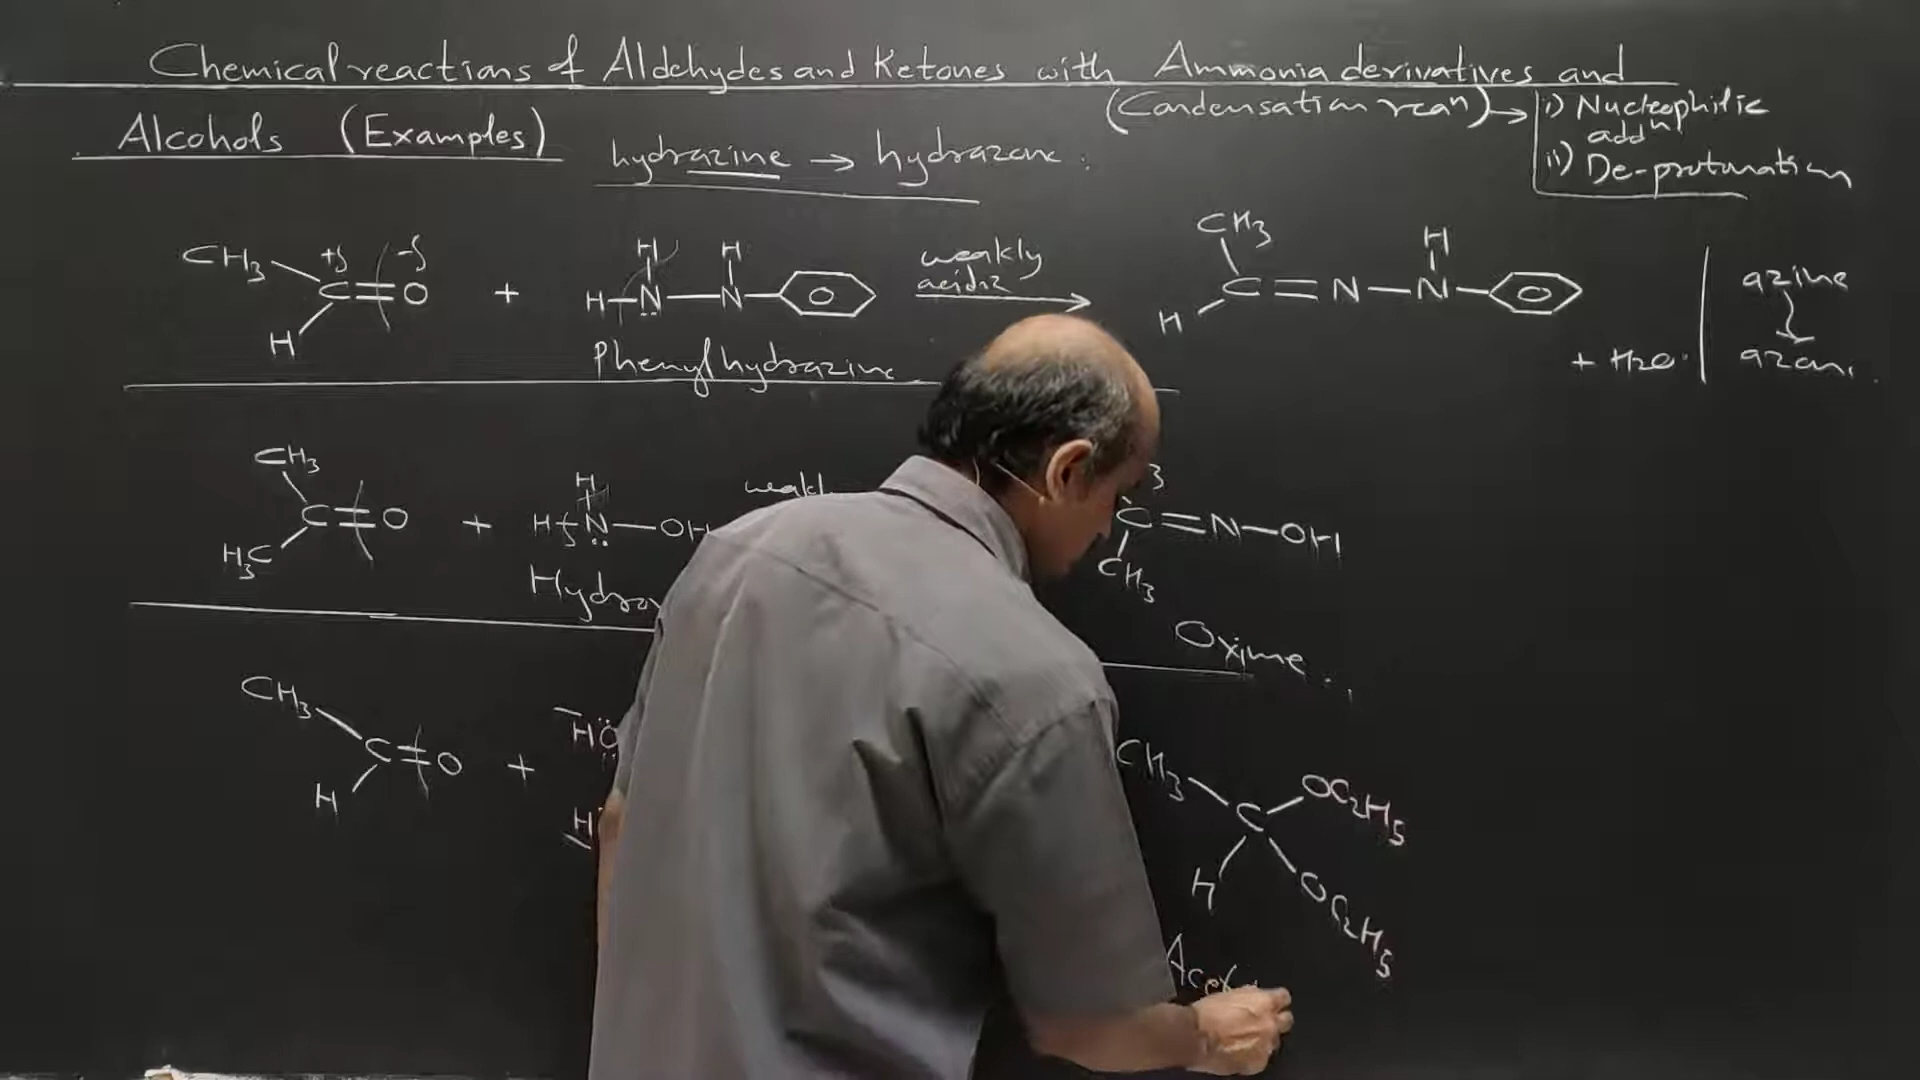 Chemical reactions of Aldehydes and Ketones with Ammonia derivatives and
Alcohols (Examples)
(Condensation rean) → i) Nucleophilic
addn
ii) De-protonation
hydrazine → hydrazone :
CH3 +δ -δ
C=O
H
+
H H
H-N-N-
Phenylhydrazine
weakly
acidic
CH3 H
C=N-N-
H
+ H2O.
azine
↓
azone
CH3
C=O
H3C
+
H
H-N-OH
3
C=N-OH
CH3
Oxime..
CH3
C=O
H
+
HÖ
H
CH3
C
OC2H5
H
OC2H5